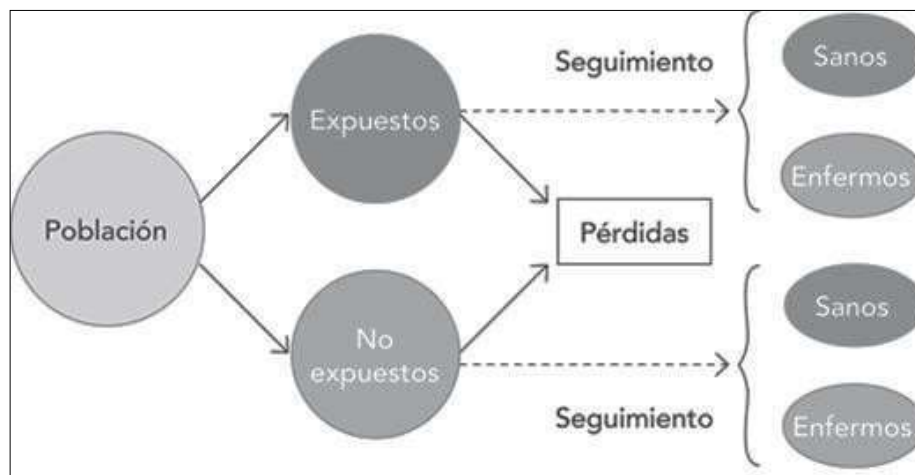 Seguimiento
Sanos
Expuestos
Enfermos
Población
Pérdidas
Sanos
No
expuestos
Seguimiento
Enfermos